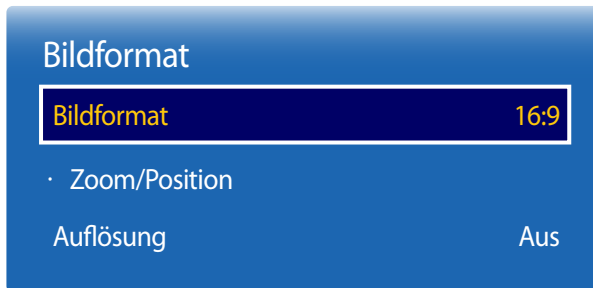 Bildformat
Bildformat 16:9
· Zoom/Position
Auflösung Aus